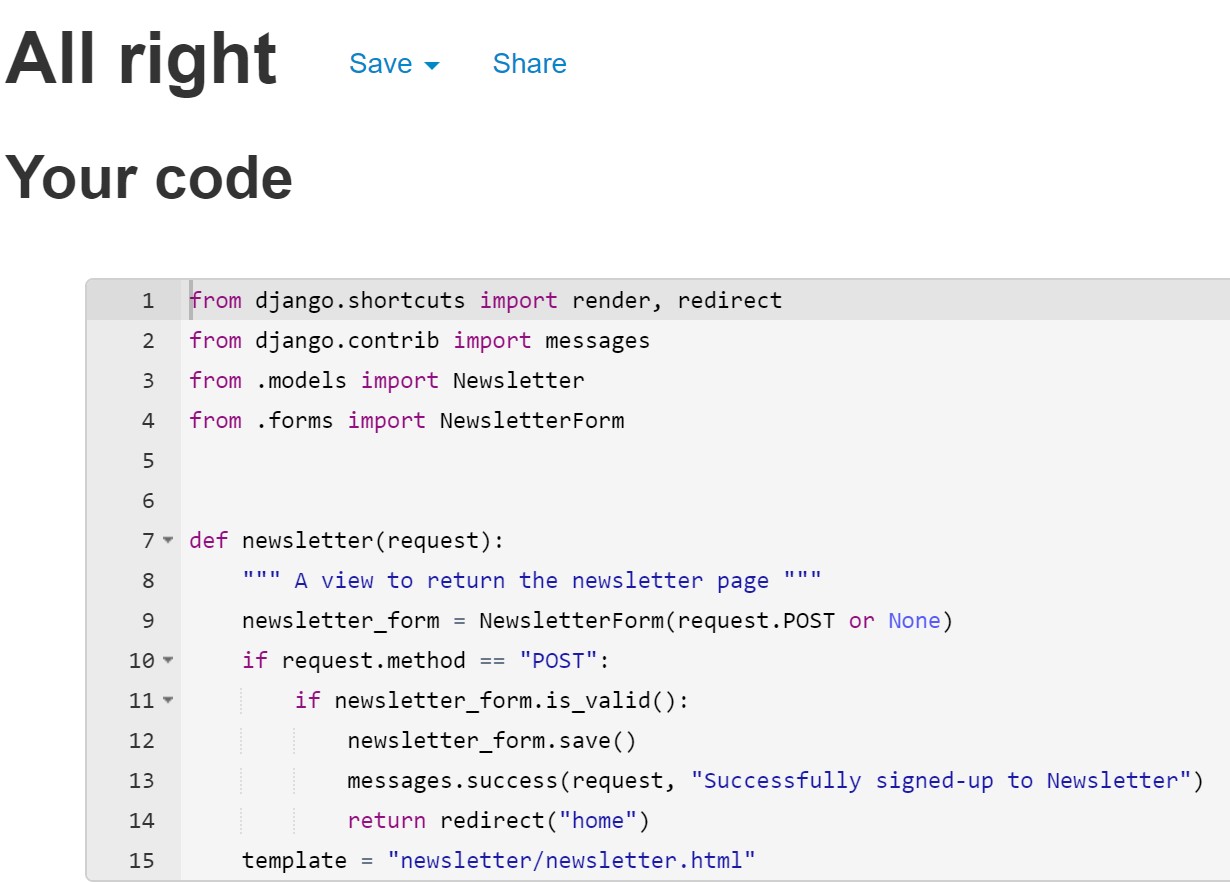 All right Save Share
Your code
1 from django.shortcuts import render, redirect
2 from django.contrib import messages
3 from .models import Newsletter
4 from .forms import NewsletterForm
5
6
7 def newsletter(request):
8     """ A view to return the newsletter page """
9     newsletter_form = NewsletterForm(request.POST or None)
10     if request.method == "POST":
11         if newsletter_form.is_valid():
12             newsletter_form.save()
13             messages.success(request, "Successfully signed-up to Newsletter")
14             return redirect("home")
15     template = "newsletter/newsletter.html"